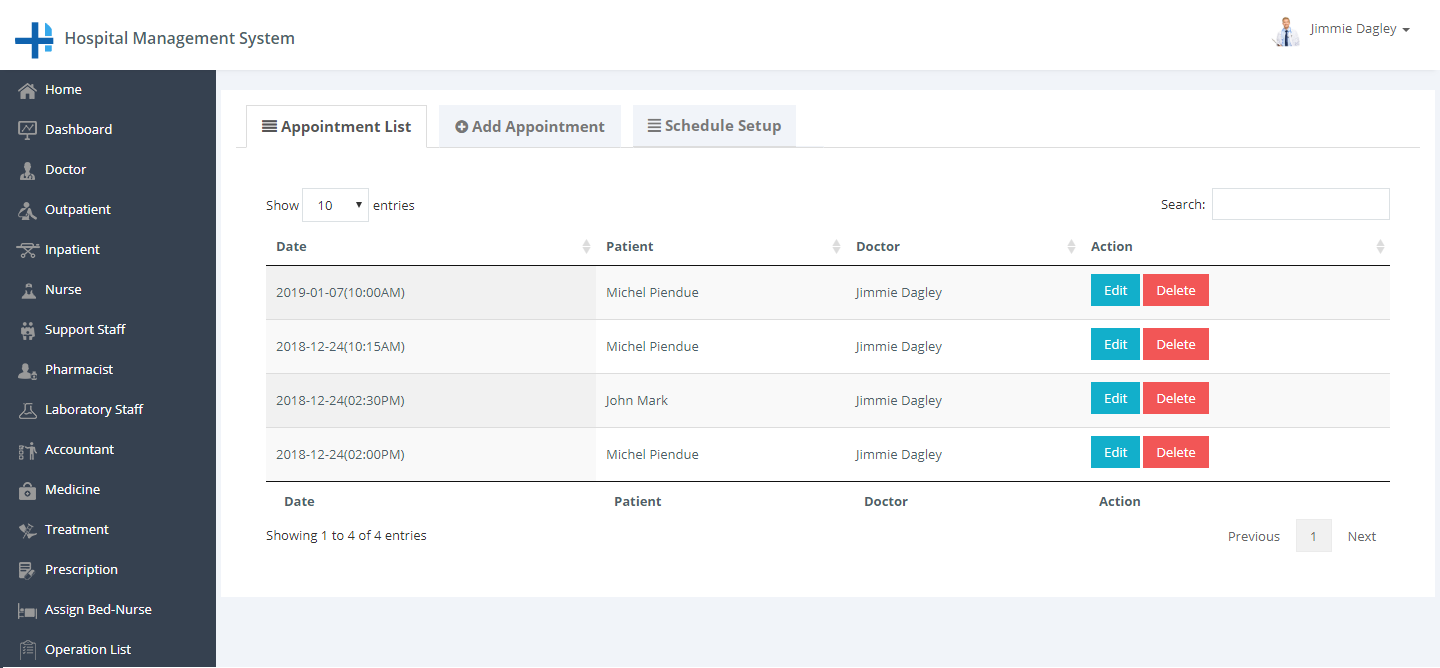 Hospital Management System
Jimmie Dagley
Home
Dashboard
Doctor
Outpatient
Inpatient
Nurse
Support Staff
Pharmacist
Laboratory Staff
Accountant
Medicine
Treatment
Prescription
Assign Bed-Nurse
Operation List
Appointment List Add Appointment Schedule Setup
Show 10 entries Search:
Date Patient Doctor Action
2019-01-07(10:00AM) Michel Piendue Jimmie Dagley Edit Delete
2018-12-24(10:15AM) Michel Piendue Jimmie Dagley Edit Delete
2018-12-24(02:30PM) John Mark Jimmie Dagley Edit Delete
2018-12-24(02:00PM) Michel Piendue Jimmie Dagley Edit Delete
Date Patient Doctor Action
Showing 1 to 4 of 4 entries Previous 1 Next